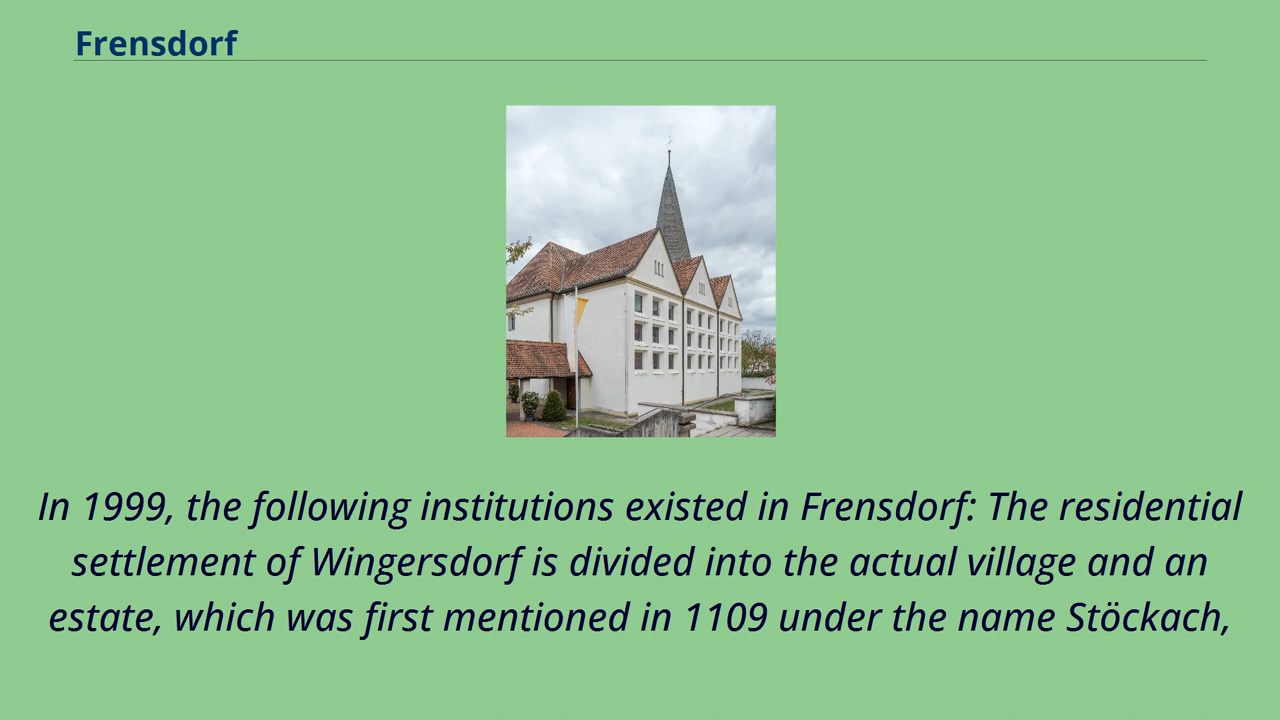 Frensdorf
In 1999, the following institutions existed in Frensdorf: The residential
settlement of Wingersdorf is divided into the actual village and an
estate, which was first mentioned in 1109 under the name Stöckach,